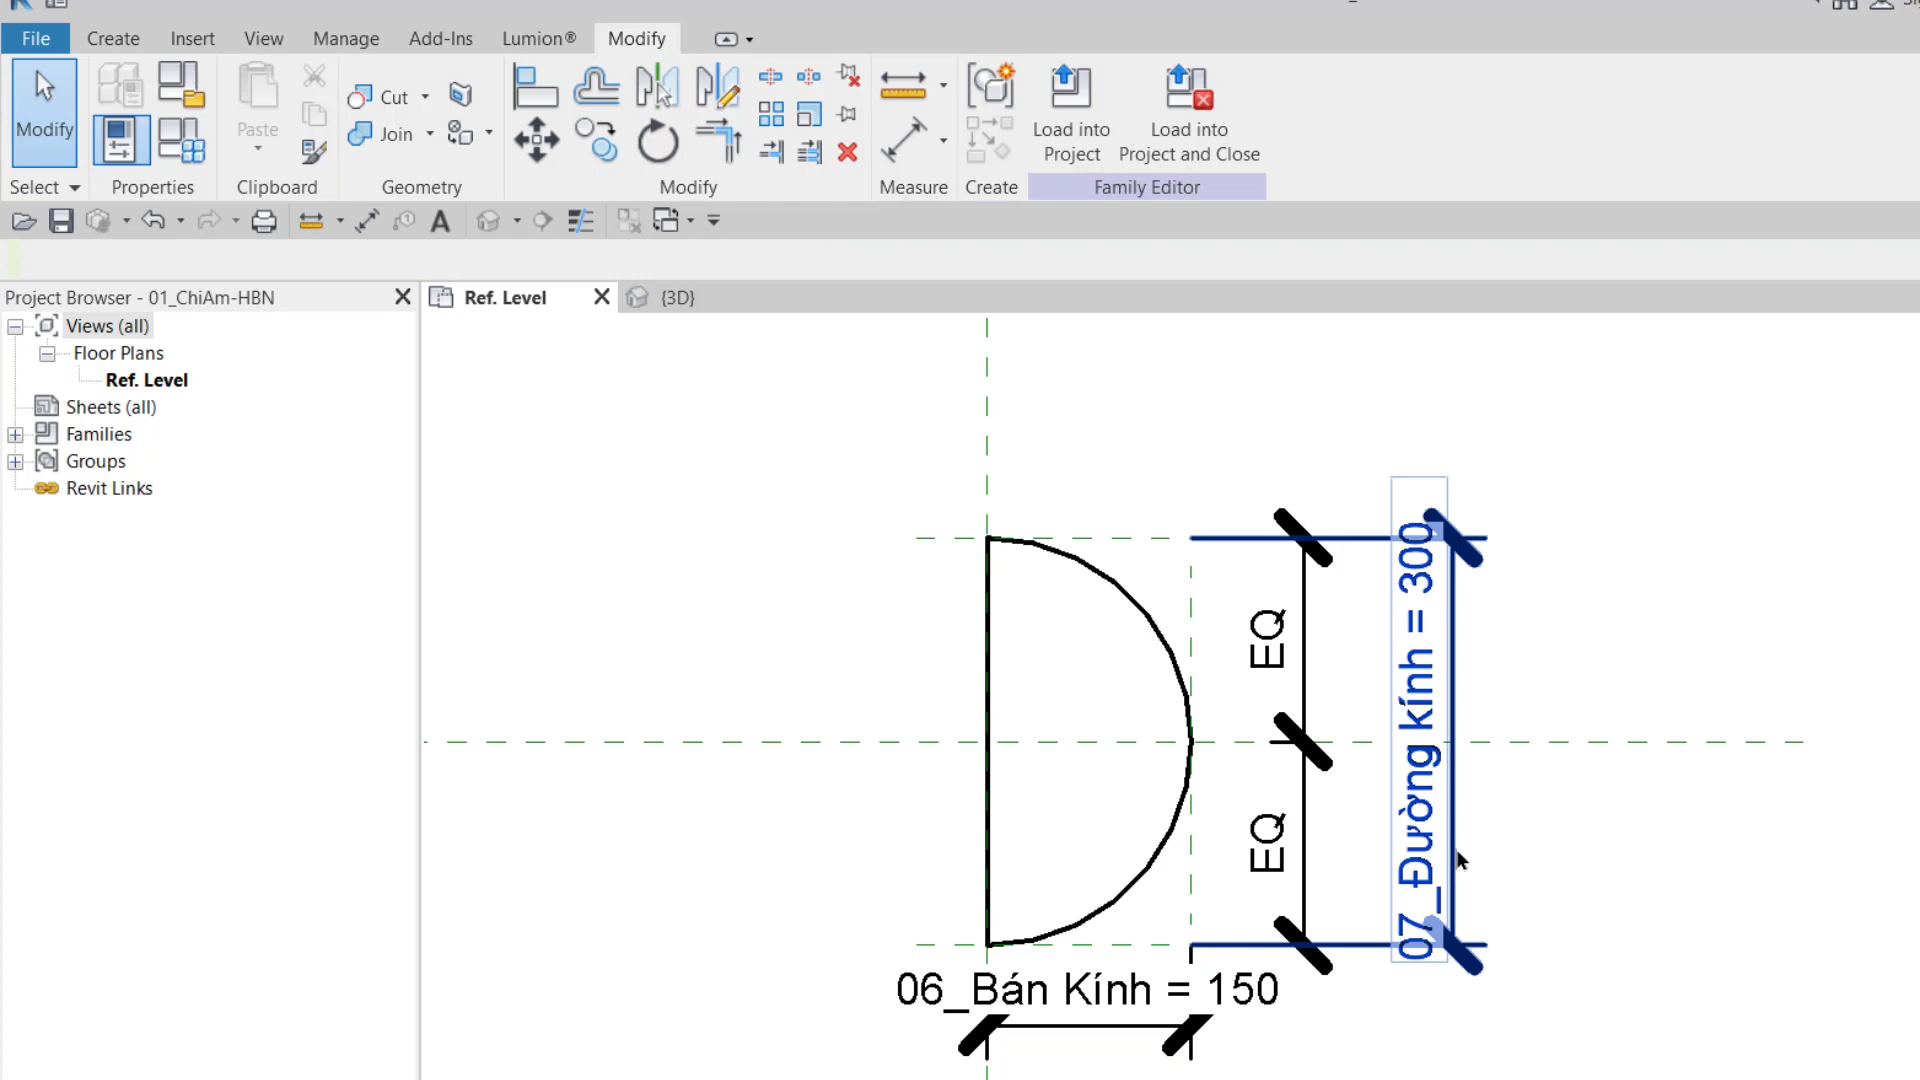 File Create Insert View Manage Add-Ins Lumion® Modify
Modify
Paste
Cut
Join
Load into
Project
Load into
Project and Close
Select Properties Clipboard Geometry Modify Measure Create Family Editor
A
Project Browser - 01_ChiAm-HBN
Ref. Level
{3D}
Views (all)
Floor Plans
Ref. Level
Sheets (all)
Families
Groups
Revit Links
EQ
EQ
07_Đường kính = 300
06_Bán Kính = 150